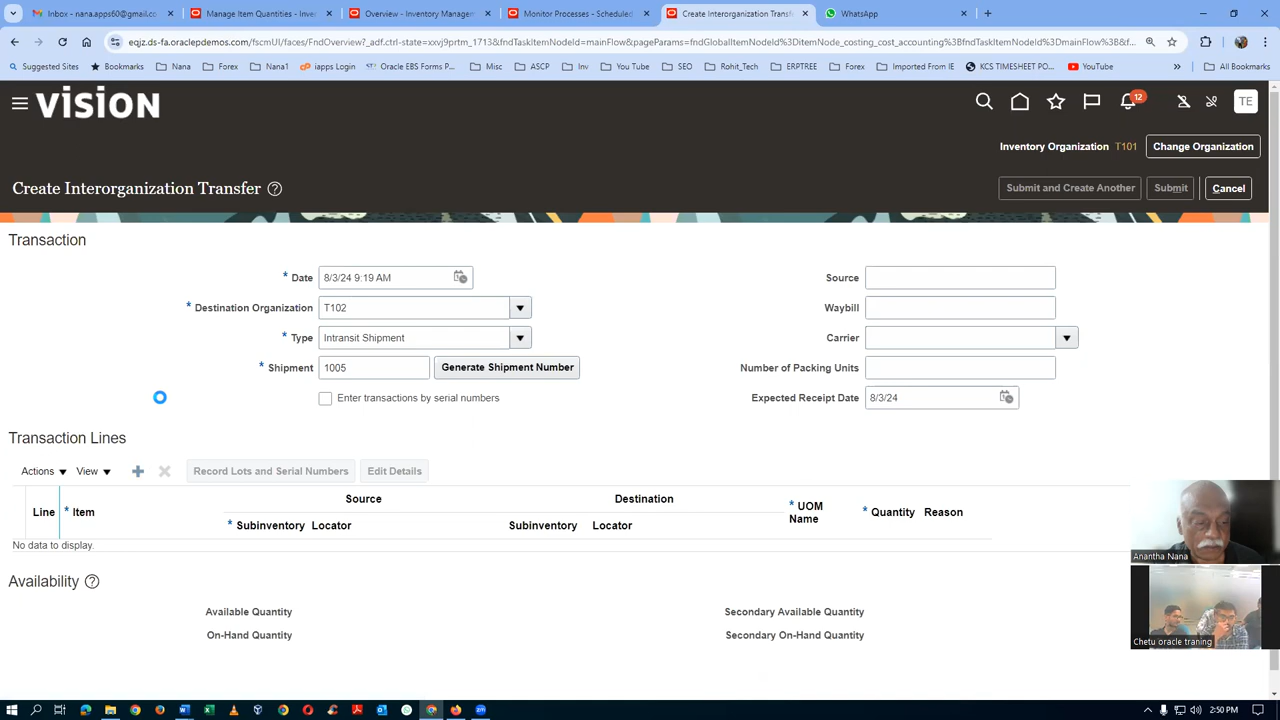 nana.apps60@gmail.co
Manage Item Quantities - Inven
Overview - Inventory Managem
Monitor Processes - Scheduled
Create Interorganization Transfer
WhatsApp
eqjz.ds-fa.oraclepdemos.com/fscmUI/faces/FndOverview?_adf.ctrl-state=xxvj9prtm_1713&fndTaskItemNodeId=mainFlow&pageParams=fndGlobalItemNodeId%3DitemNode_costing_cost_accounting%3BfndTaskItemNodeId%3DmainFlow%3B&f...
Suggested Sites
Bookmarks
Nana
Forex
Nana1
iapps Login
Oracle EBS Forms P...
Misc
ASCP
Inv
You Tube
SEO
Rohit_Tech
ERPTREE
Forex
Imported From IE
KCS TIMESHEET PO...
YouTube
All Bookmarks
VISION
12
TE
Inventory Organization T101 Change Organization
Create Interorganization Transfer
Submit and Create Another Submit Cancel
Transaction
* Date 8/3/24 9:19 AM
Source
* Destination Organization T102
Waybill
* Type Intransit Shipment
Carrier
* Shipment 1005 Generate Shipment Number
Number of Packing Units
Enter transactions by serial numbers
Expected Receipt Date 8/3/24
Transaction Lines
Actions View Record Lots and Serial Numbers Edit Details
Source Destination
Line * Item * Subinventory Locator Subinventory Locator * UOM Name * Quantity Reason
No data to display.
Anantha Nana
Availability
Available Quantity
Secondary Available Quantity
On-Hand Quantity
Secondary On-Hand Quantity
Chetu oracle traning
2:50 PM